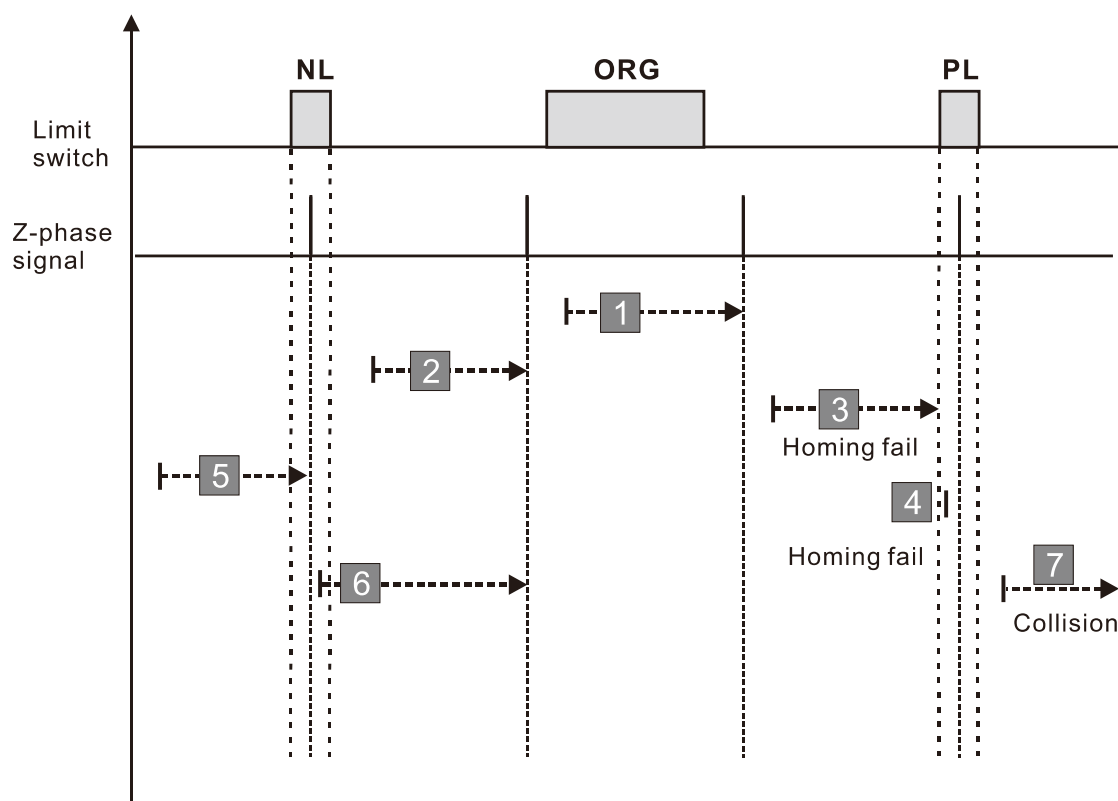 NL
ORG
PL
Limit
switch
Z-phase
signal
1
2
3
Homing fail
5
4
Homing fail
6
7
Collision